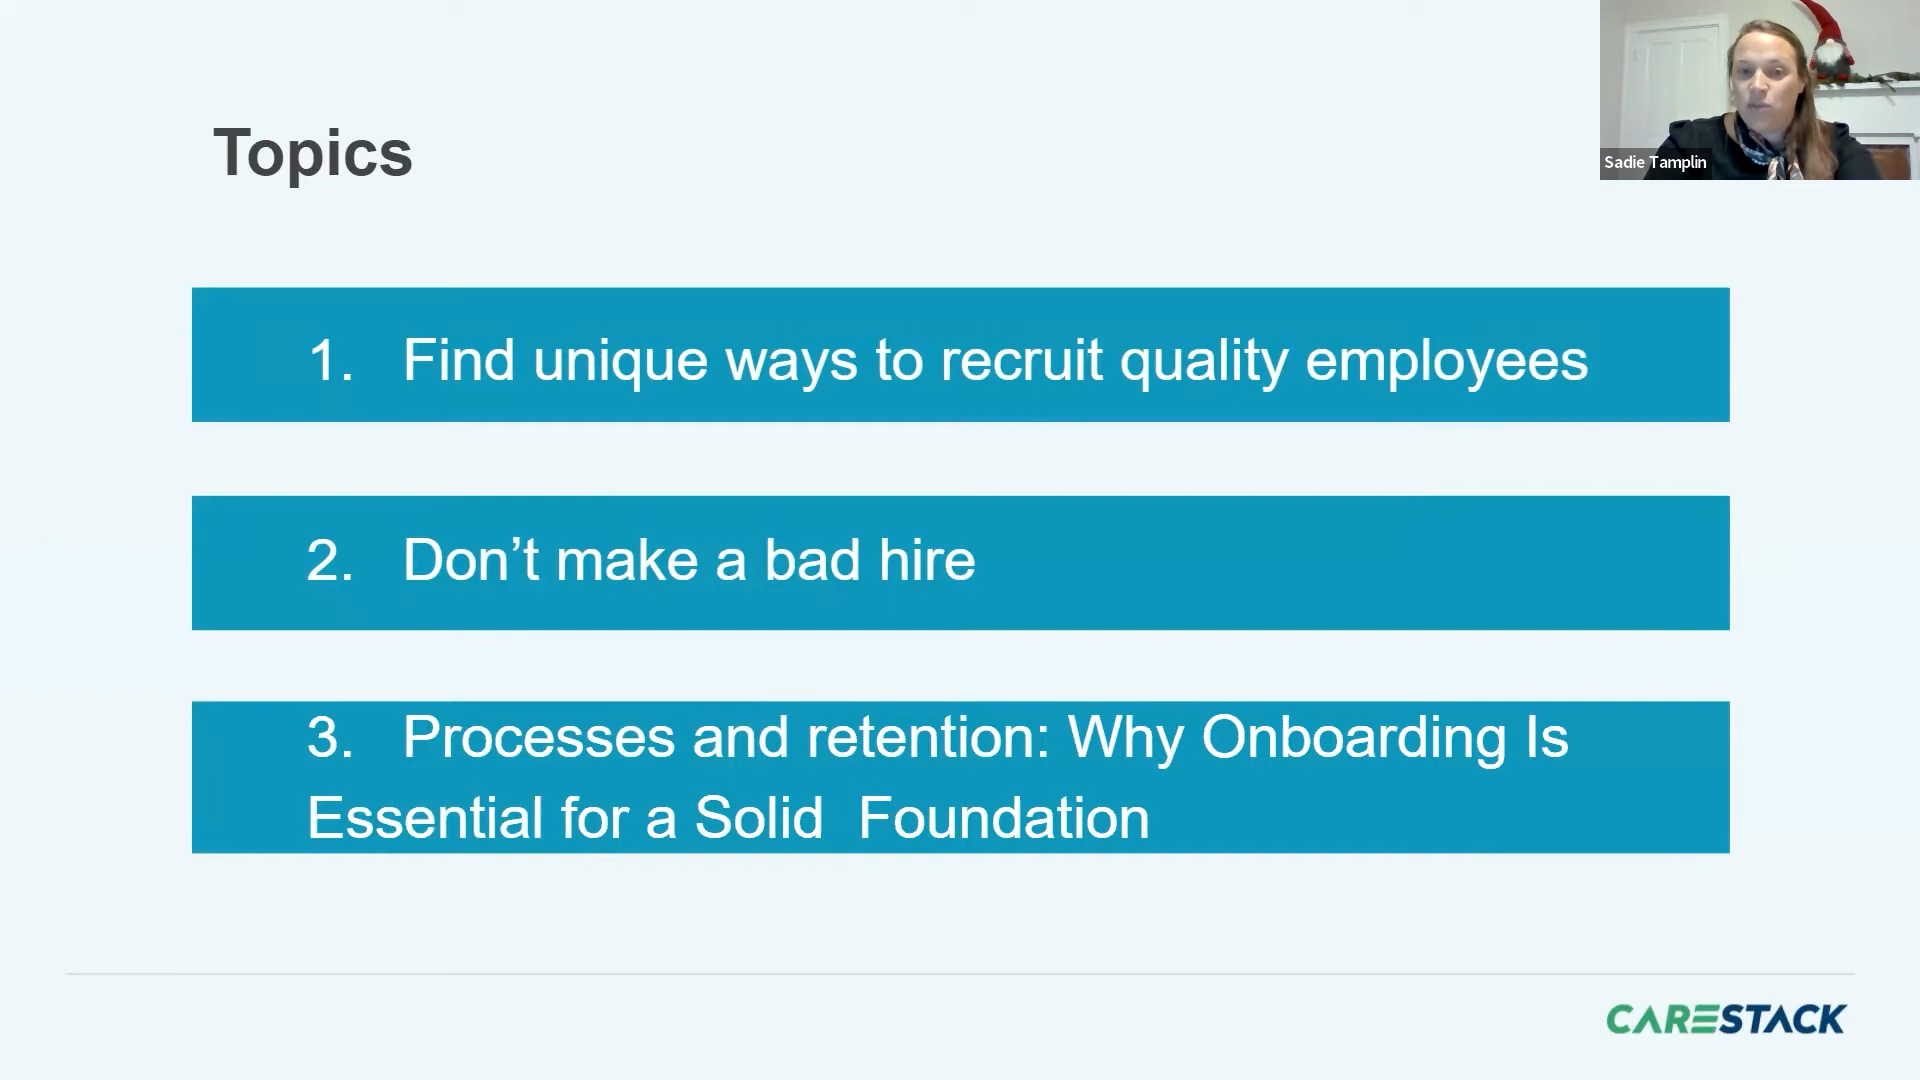 Topics
Sadie Tamplin
1. Find unique ways to recruit quality employees
2. Don’t make a bad hire
3. Processes and retention: Why Onboarding Is
Essential for a Solid  Foundation
CARESTACK